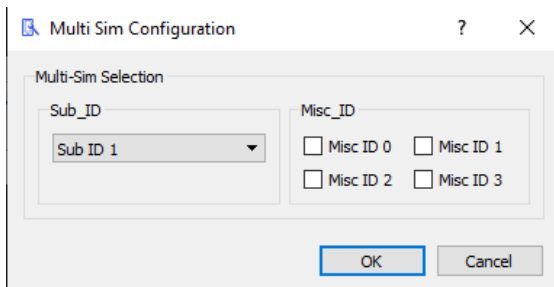 Multi Sim Configuration
?
Multi-Sim Selection
Sub_ID
Sub ID 1
Misc_ID
Misc ID 0 Misc ID 1
Misc ID 2 Misc ID 3
OK Cancel